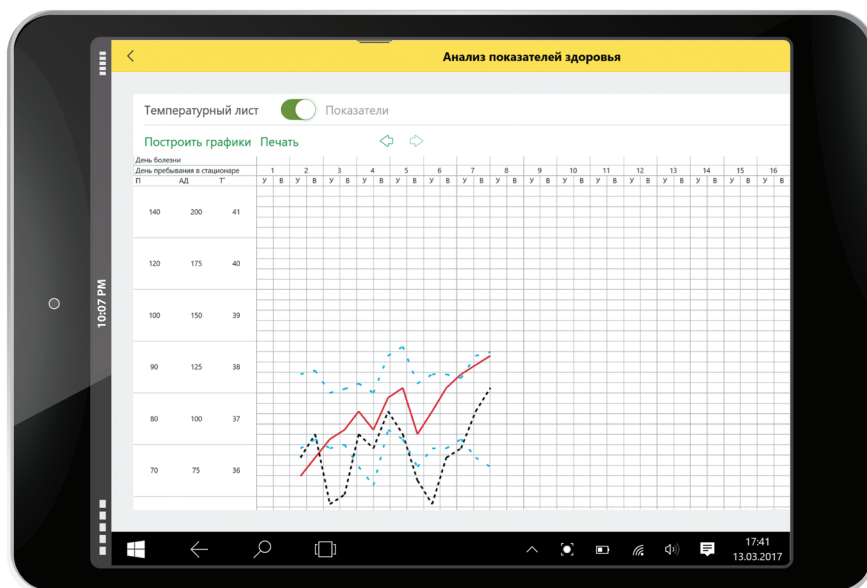 Анализ показателей здоровья
Температурный лист Показатели
Построить графики Печать
День болезни
День пребывания в стационаре 1 2 3 4 5 6 7 8 9 10 11 12 13 14 15 16
П АД Т° У В У В У В У В У В У В У В У В У В У В У В У В У В У В У В У В
140 200 41
120 175 40
100 150 39
90 125 38
80 100 37
70 75 36
10:07 PM
17:41
13.03.2017